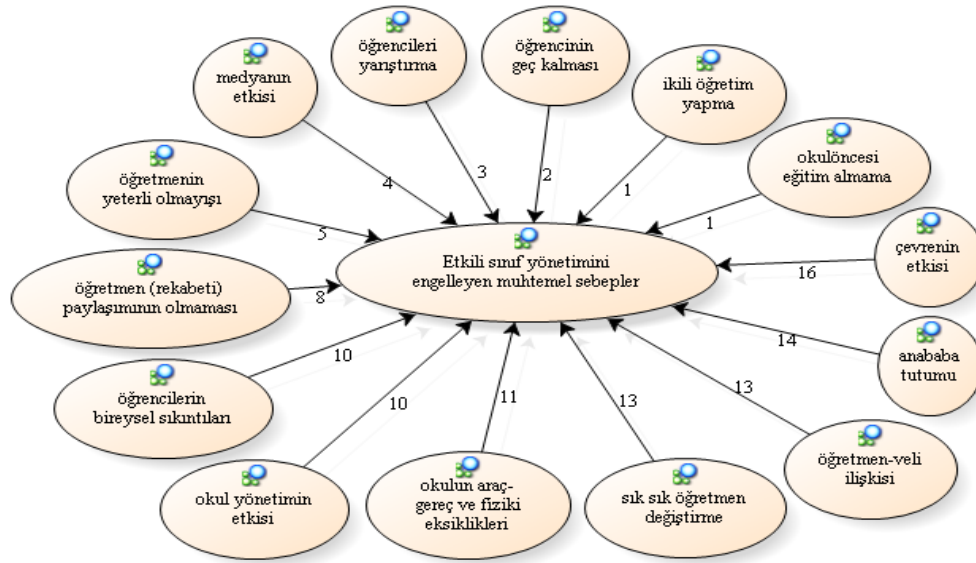 öğrencileri
yarıştırma
öğrencinin
geç kalması
medyanın
etkisi
ikili öğretim
yapma
okulöncesi
eğitim almama
öğretmenin
yeterli olmayışı
çevrenin
etkisi
Etkili sınıf yönetimini
engelleyen muhtemel sebepler
öğretmen (rekabeti)
paylaşımının olmaması
anababa
tutumu
öğrencilerin
bireysel sıkıntıları
öğretmen-veli
ilişkisi
okul yönetimin
etkisi
okulun araç-
gereç ve fiziki
eksiklikleri
sık sık öğretmen
değiştirme
4
3
2
1
1
5
16
8
14
10
10
11
13
13